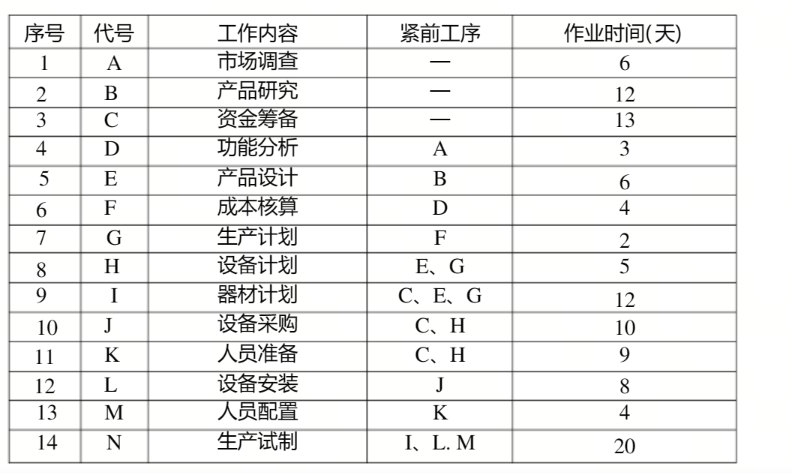 序号 代号 工作内容 紧前工序 作业时间(天)
1 A 市场调查 — 6
2 B 产品研究 — 12
3 C 资金筹备 — 13
4 D 功能分析 A 3
5 E 产品设计 B 6
6 F 成本核算 D 4
7 G 生产计划 F 2
8 H 设备计划 E、G 5
9 I 器材计划 C、E、G 12
10 J 设备采购 C、H 10
11 K 人员准备 C、H 9
12 L 设备安装 J 8
13 M 人员配置 K 4
14 N 生产试制 I、L. M 20